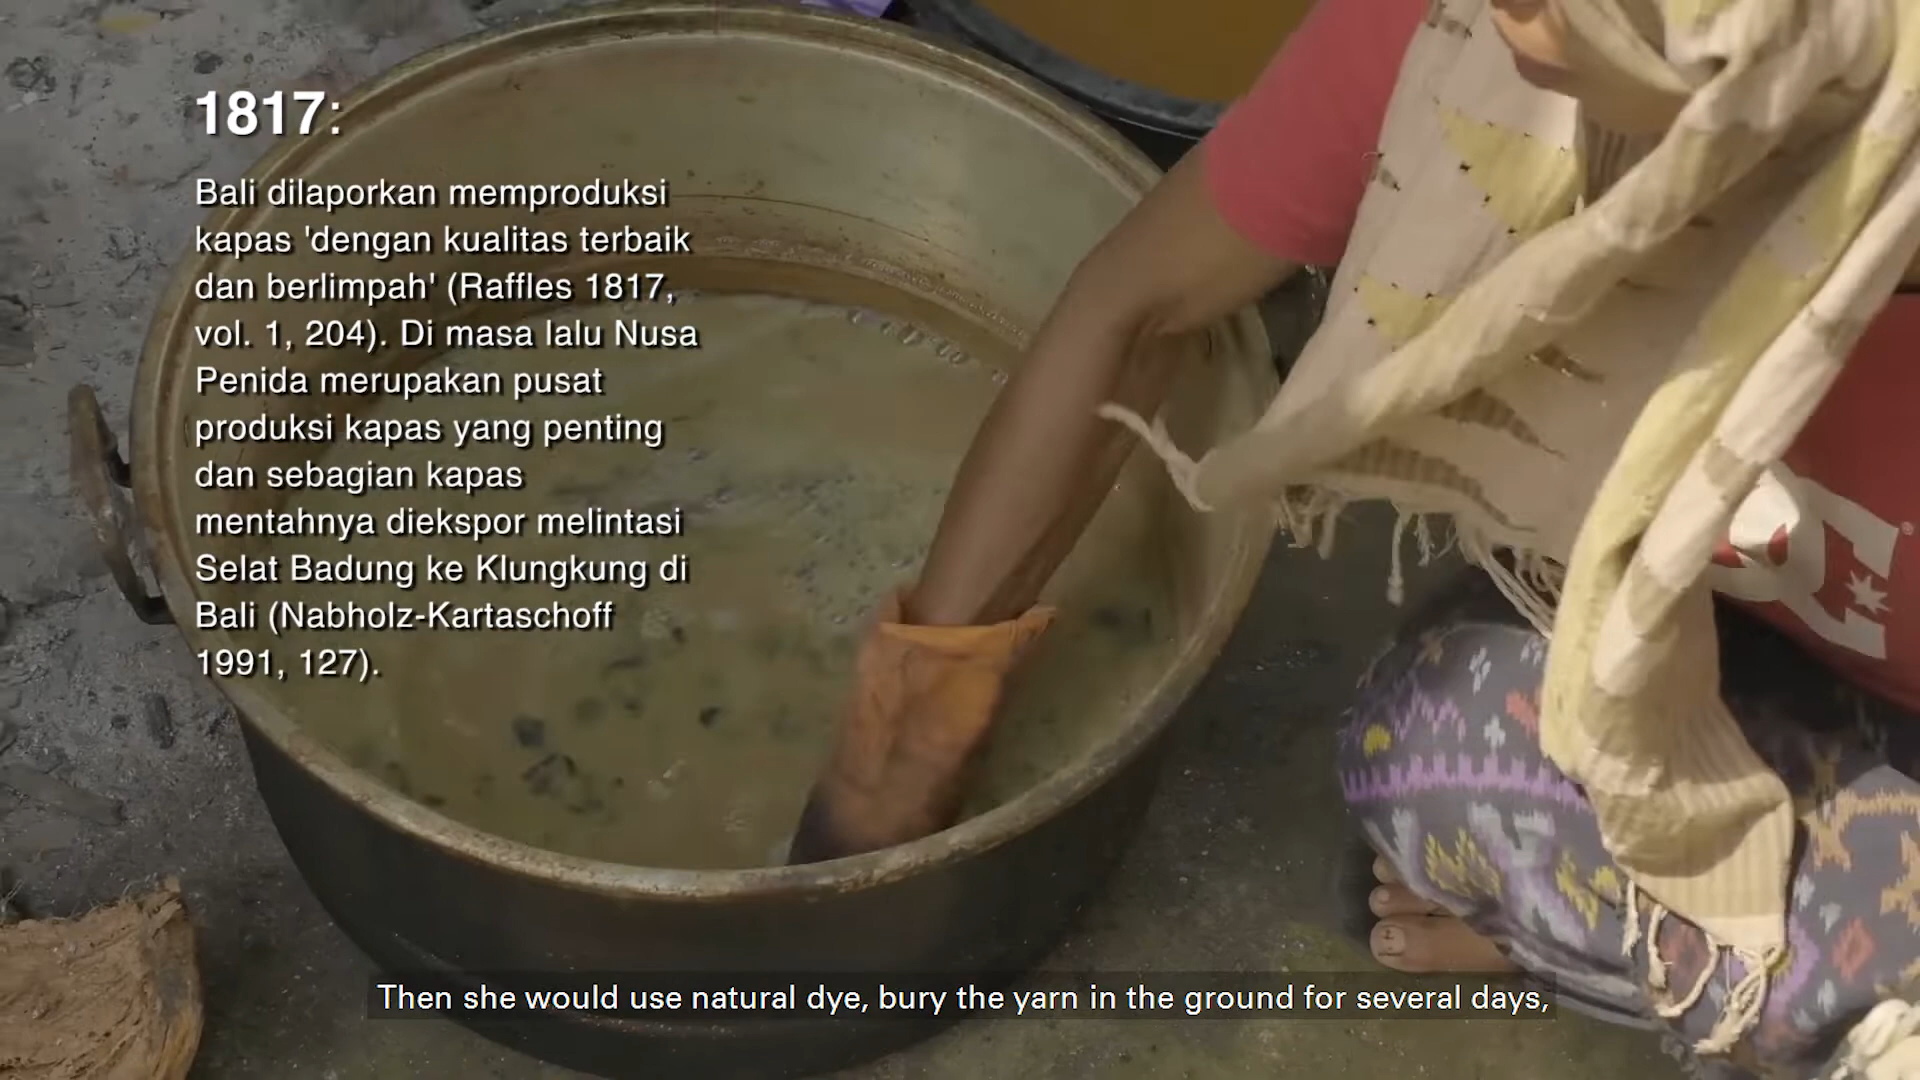 1817:
Bali dilaporkan memproduksi
kapas 'dengan kualitas terbaik
dan berlimpah' (Raffles 1817,
vol. 1, 204). Di masa lalu Nusa
Penida merupakan pusat
produksi kapas yang penting
dan sebagian kapas
mentahnya diekspor melintasi
Selat Badung ke Klungkung di
Bali (Nabholz-Kartaschoff
1991, 127).
Then she would use natural dye, bury the yarn in the ground for several days,